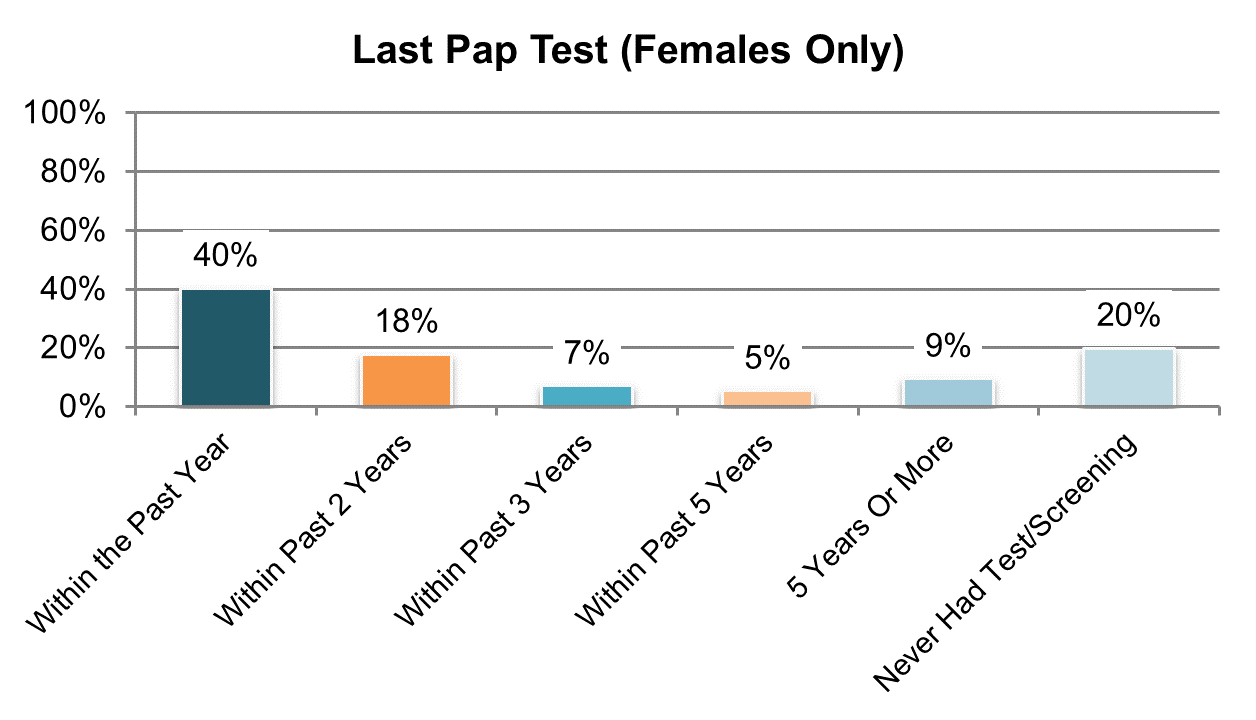 Last Pap Test (Females Only)
100%
80%
60%
40%
20%
0%
40%
18%
7%
5%
9%
20%
Within the Past Year
Within Past 2 Years
Within Past 3 Years
Within Past 5 Years
5 Years Or More
Never Had Test/Screening